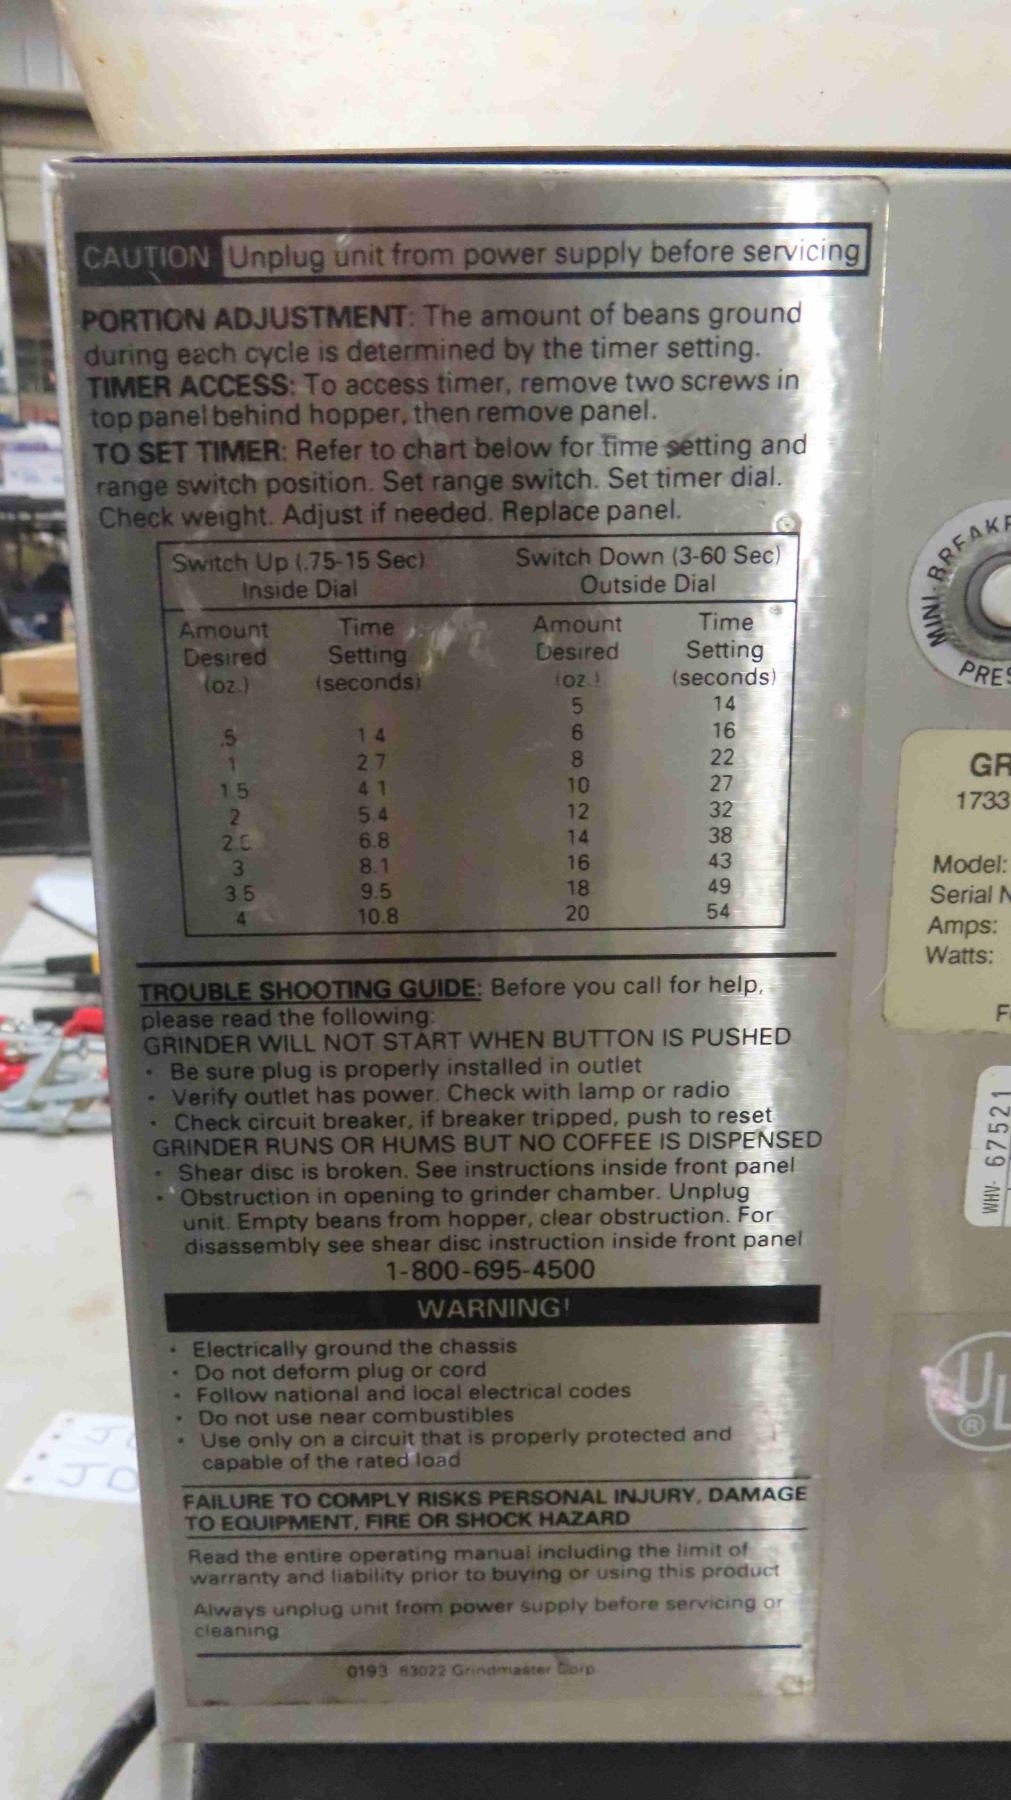 CAUTION Unplug unit from power supply before servicing
PORTION ADJUSTMENT: The amount of beans ground
during each cycle is determined by the timer setting.
TIMER ACCESS: To access timer, remove two screws in
top panel behind hopper, then remove panel.
TO SET TIMER: Refer to chart below for time setting and
range switch position. Set range switch. Set timer dial.
Check weight. Adjust if needed. Replace panel.
Switch Up (.75-15 Sec) Switch Down (3-60 Sec)
Inside Dial Outside Dial
Amount Time Amount Time
Desired Setting Desired Setting
(oz.) (seconds) (oz.) (seconds)
5 14
.5 1 4 6 16
1 2 7 8 22
1.5 4 1 10 27
2 5.4 12 32
2.5 6.8 14 38
3 8.1 16 43
3.5 9.5 18 49
4 10.8 20 54
TROUBLE SHOOTING GUIDE: Before you call for help,
please read the following:
GRINDER WILL NOT START WHEN BUTTON IS PUSHED
• Be sure plug is properly installed in outlet
• Verify outlet has power. Check with lamp or radio
• Check circuit breaker, if breaker tripped, push to reset
GRINDER RUNS OR HUMS BUT NO COFFEE IS DISPENSED
• Shear disc is broken. See instructions inside front panel
• Obstruction in opening to grinder chamber. Unplug
unit. Empty beans from hopper, clear obstruction. For
disassembly see shear disc instruction inside front panel
1-800-695-4500
WARNING!
• Electrically ground the chassis
• Do not deform plug or cord
• Follow national and local electrical codes
• Do not use near combustibles
• Use only on a circuit that is properly protected and
capable of the rated load
FAILURE TO COMPLY RISKS PERSONAL INJURY, DAMAGE
TO EQUIPMENT, FIRE OR SHOCK HAZARD
Read the entire operating manual including the limit of
warranty and liability prior to buying or using this product
Always unplug unit from power supply before servicing or
cleaning
0193 83022 Grindmaster Corp
MINI-BREAK
PRES
GR
1733
Model:
Serial N
Amps:
Watts:
WHV- 67521
UL
®
JD